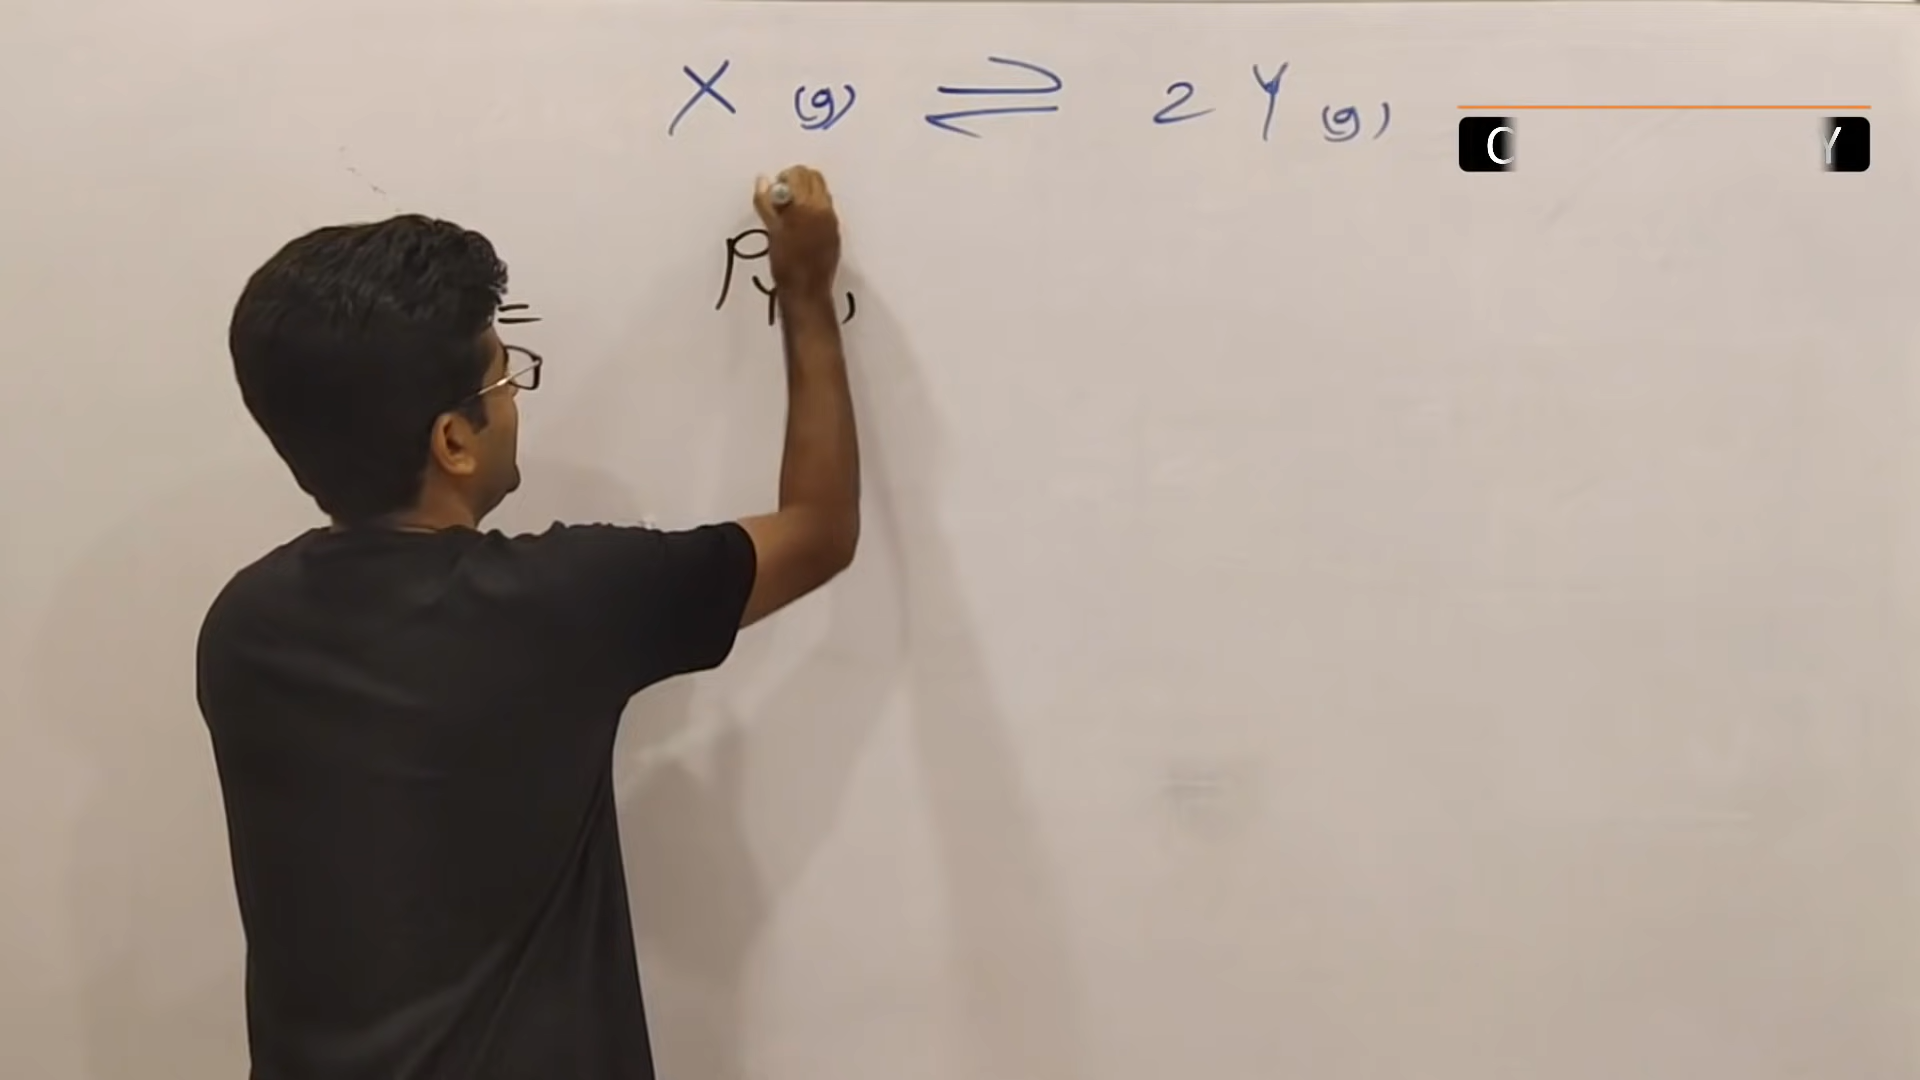 X (g) ⇌ 2 Y (g)
C Y
= P Y )